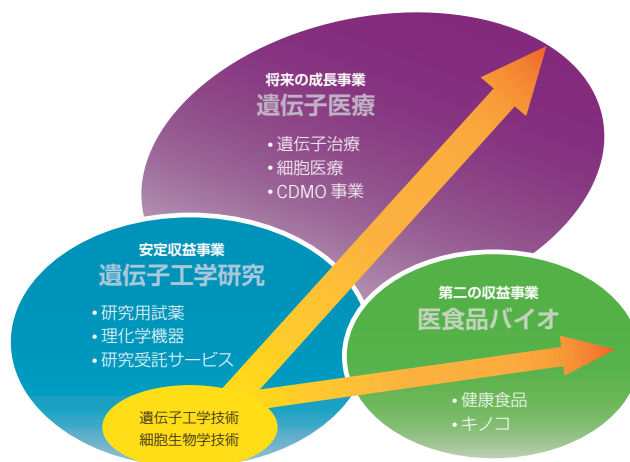 将来の成長事業
遺伝子医療
• 遺伝子治療
• 細胞医療
• CDMO 事業
安定収益事業
遺伝子工学研究
• 研究用試薬
• 理化学機器
• 研究受託サービス
第二の収益事業
医食品バイオ
• 健康食品
• キノコ
遺伝子工学技術
細胞生物学技術